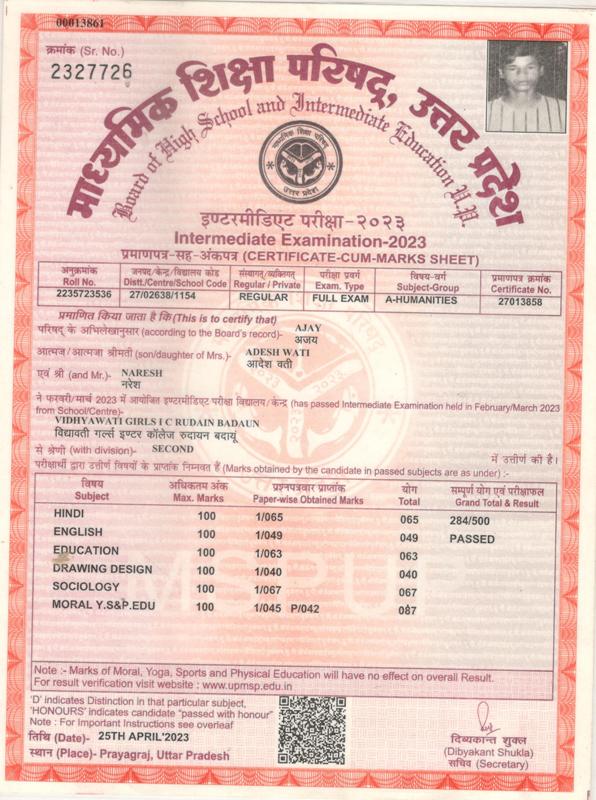 00013861
क्रमांक (Sr. No.)
2327726
माध्यमिक शिक्षा परिषद्, उत्तर प्रदेश
Board of High School and Intermediate Education U.P.
माध्यमिक शिक्षा परिषद
उत्तर प्रदेश
इण्टरमीडिएट परीक्षा-२०२३
Intermediate Examination-2023
प्रमाणपत्र-सह-अंकपत्र (CERTIFICATE-CUM-MARKS SHEET)
अनुक्रमांक जनपद/केन्द्र/विद्यालय कोड संस्थागत/व्यक्तिगत परीक्षा प्रवर्ग विषय-वर्ग प्रमाणपत्र क्रमांक
Roll No. Distt./Centre/School Code Regular / Private Exam. Type Subject-Group Certificate No.
2235723536 27/02638/1154 REGULAR FULL EXAM A-HUMANITIES 27013858
प्रमाणित किया जाता है कि (This is to certify that)
परिषद् के अभिलेखानुसार (according to the Board's record)- AJAY
अजय
आत्मज / आत्मजा श्रीमती (son/daughter of Mrs.)- ADESH WATI
आदेश वती
एवं श्री (and Mr.)- NARESH
नरेश
ने फरवरी/मार्च 2023 में आयोजित इण्टरमीडिएट परीक्षा विद्यालय/केन्द्र (has passed Intermediate Examination held in February/March 2023
from School/Centre)-
VIDHYAWATI GIRLS I C RUDAIN BADAUN
विद्यावती गर्ल्स इण्टर कॉलेज रुदायन बदायूं
से श्रेणी (with division)- SECOND में उत्तीर्ण की है।
परीक्षार्थी द्वारा उत्तीर्ण विषयों के प्राप्तांक निम्नवत हैं (Marks obtained by the candidate in passed subjects are as under) :-
विषय अधिकतम अंक प्रश्नपत्रवार प्राप्तांक योग सम्पूर्ण योग एवं परीक्षाफल
Subject Max. Marks Paper-wise Obtained Marks Total Grand Total & Result
HINDI 100 1/065 065 284/500
ENGLISH 100 1/049 049 PASSED
EDUCATION 100 1/063 063
DRAWING DESIGN 100 1/040 040
SOCIOLOGY 100 1/067 067
MORAL Y.S&P.EDU 100 1/045 P/042 087
MSPUP
Note :- Marks of Moral, Yoga, Sports and Physical Education will have no effect on overall Result.
For result verification visit website : www.upmsp.edu.in
'D' indicates Distinction in that particular subject,
'HONOURS' indicates candidate "passed with honour"
Note : For Important Instructions see overleaf
तिथि (Date)- 25TH APRIL'2023
स्थान (Place)- Prayagraj, Uttar Pradesh
दिव्यकान्त शुक्ल
(Dibyakant Shukla)
सचिव (Secretary)